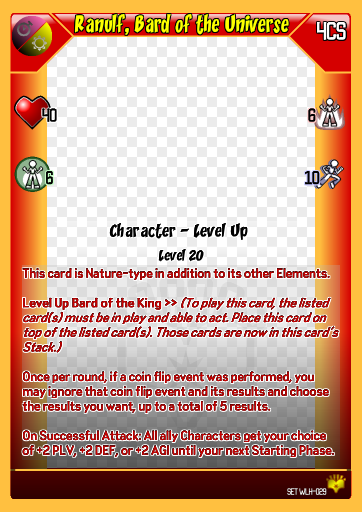 Ranulf, Bard of the Universe
4CS
40
6
6
10
Character - Level Up
Level 20
This card is Nature-type in addition to its other Elements.
Level Up Bard of the King >> (To play this card, the listed
card(s) must be in play and able to act. Place this card on
top of the listed card(s). Those cards are now in this card's
Stack.)
Once per round, if a coin flip event was performed, you
may ignore that coin flip event and its results and choose
the results you want, up to a total of 5 results.
On Successful Attack: All ally Characters get your choice
of +2 PLV, +2 DEF, or +2 AGI until your next Starting Phase.
SET WLH-029